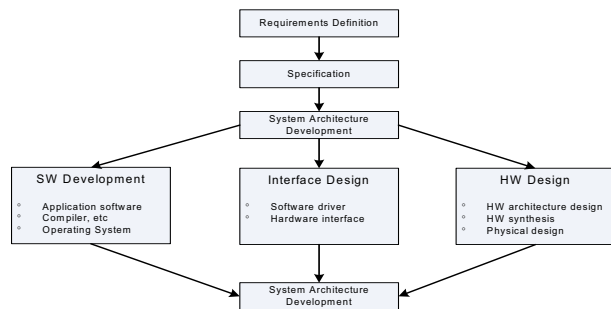 Requirements Definition
Specification
System Architecture
Development
SW Development
° Application software
° Compiler, etc
° Operating System
Interface Design
° Software driver
° Hardware interface
HW Design
° HW architecture design
° HW synthesis
° Physical design
System Architecture
Development